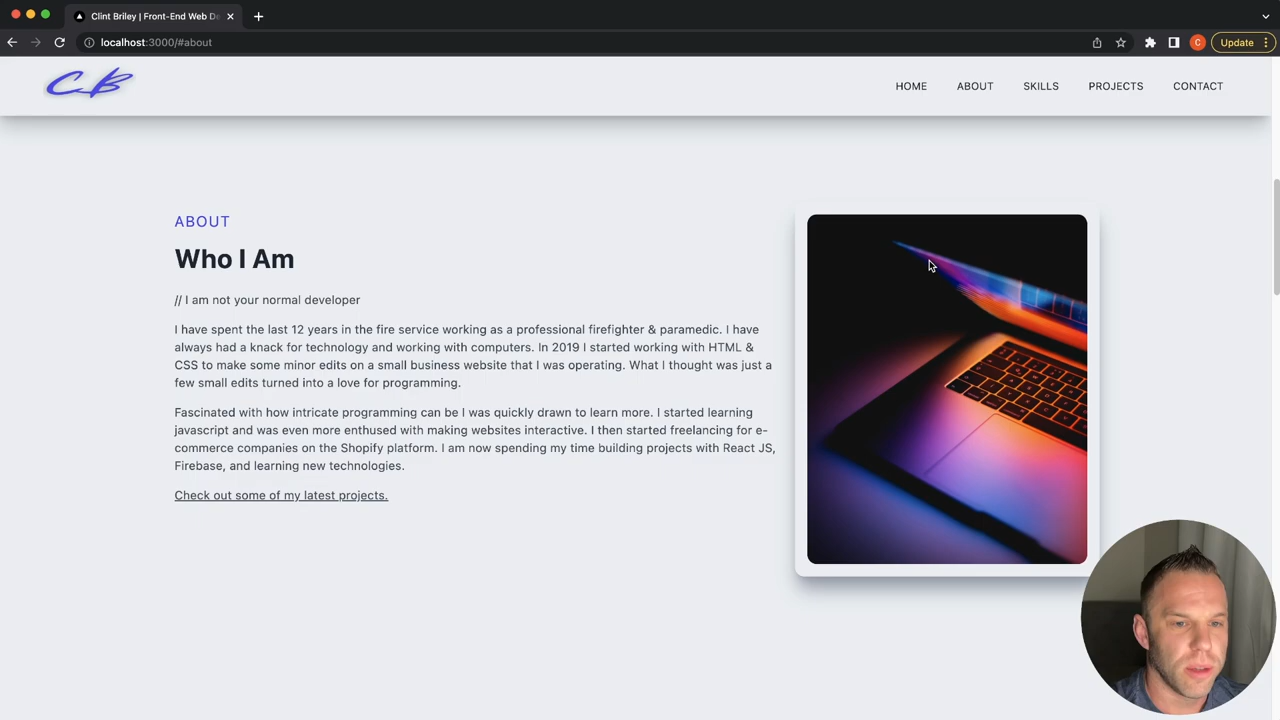 Clint Briley | Front-End Web De
localhost:3000/#about
C
Update
CB
HOME
ABOUT
SKILLS
PROJECTS
CONTACT
ABOUT
Who I Am
// I am not your normal developer
I have spent the last 12 years in the fire service working as a professional firefighter & paramedic. I have
always had a knack for technology and working with computers. In 2019 I started working with HTML &
CSS to make some minor edits on a small business website that I was operating. What I thought was just a
few small edits turned into a love for programming.
Fascinated with how intricate programming can be I was quickly drawn to learn more. I started learning
javascript and was even more enthused with making websites interactive. I then started freelancing for e-
commerce companies on the Shopify platform. I am now spending my time building projects with React JS,
Firebase, and learning new technologies.
Check out some of my latest projects.